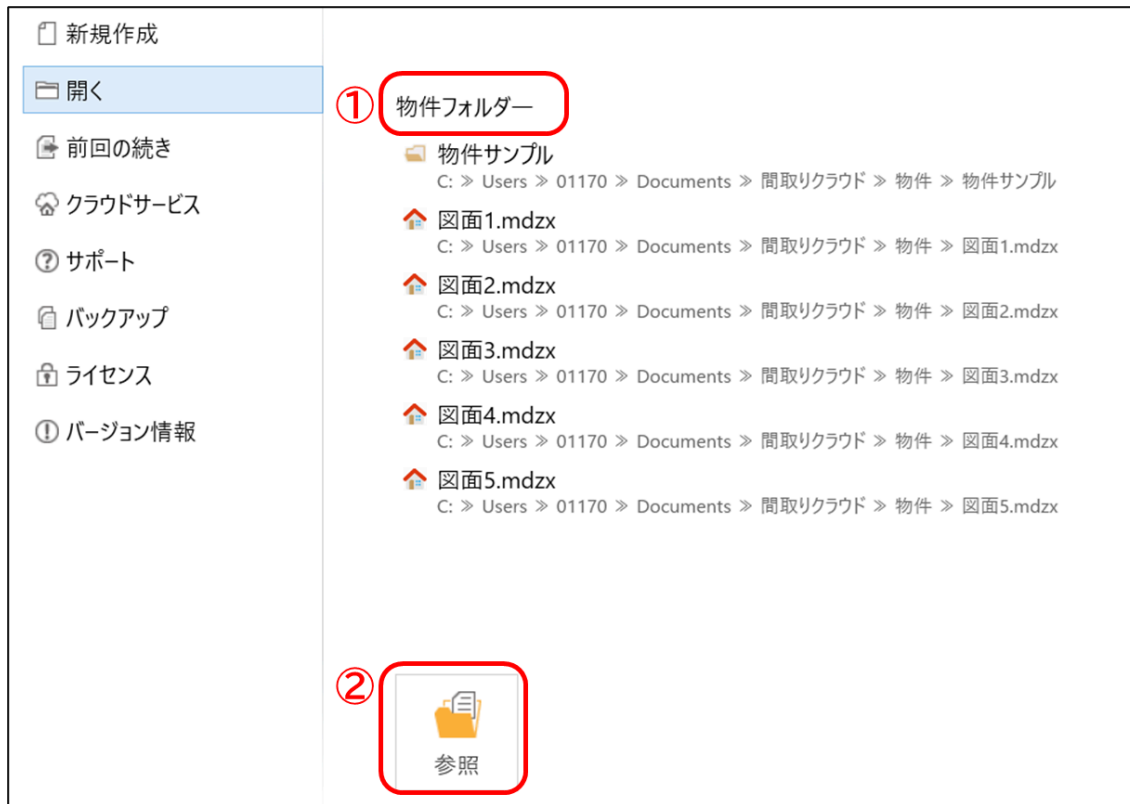 新規作成
開く
前回の続き
クラウドサービス
サポート
バックアップ
ライセンス
バージョン情報
①
物件フォルダー
物件サンプル
C: ≫ Users ≫ 01170 ≫ Documents ≫ 間取りクラウド ≫ 物件 ≫ 物件サンプル
図面1.mdzx
C: ≫ Users ≫ 01170 ≫ Documents ≫ 間取りクラウド ≫ 物件 ≫ 図面1.mdzx
図面2.mdzx
C: ≫ Users ≫ 01170 ≫ Documents ≫ 間取りクラウド ≫ 物件 ≫ 図面2.mdzx
図面3.mdzx
C: ≫ Users ≫ 01170 ≫ Documents ≫ 間取りクラウド ≫ 物件 ≫ 図面3.mdzx
図面4.mdzx
C: ≫ Users ≫ 01170 ≫ Documents ≫ 間取りクラウド ≫ 物件 ≫ 図面4.mdzx
図面5.mdzx
C: ≫ Users ≫ 01170 ≫ Documents ≫ 間取りクラウド ≫ 物件 ≫ 図面5.mdzx
②
参照